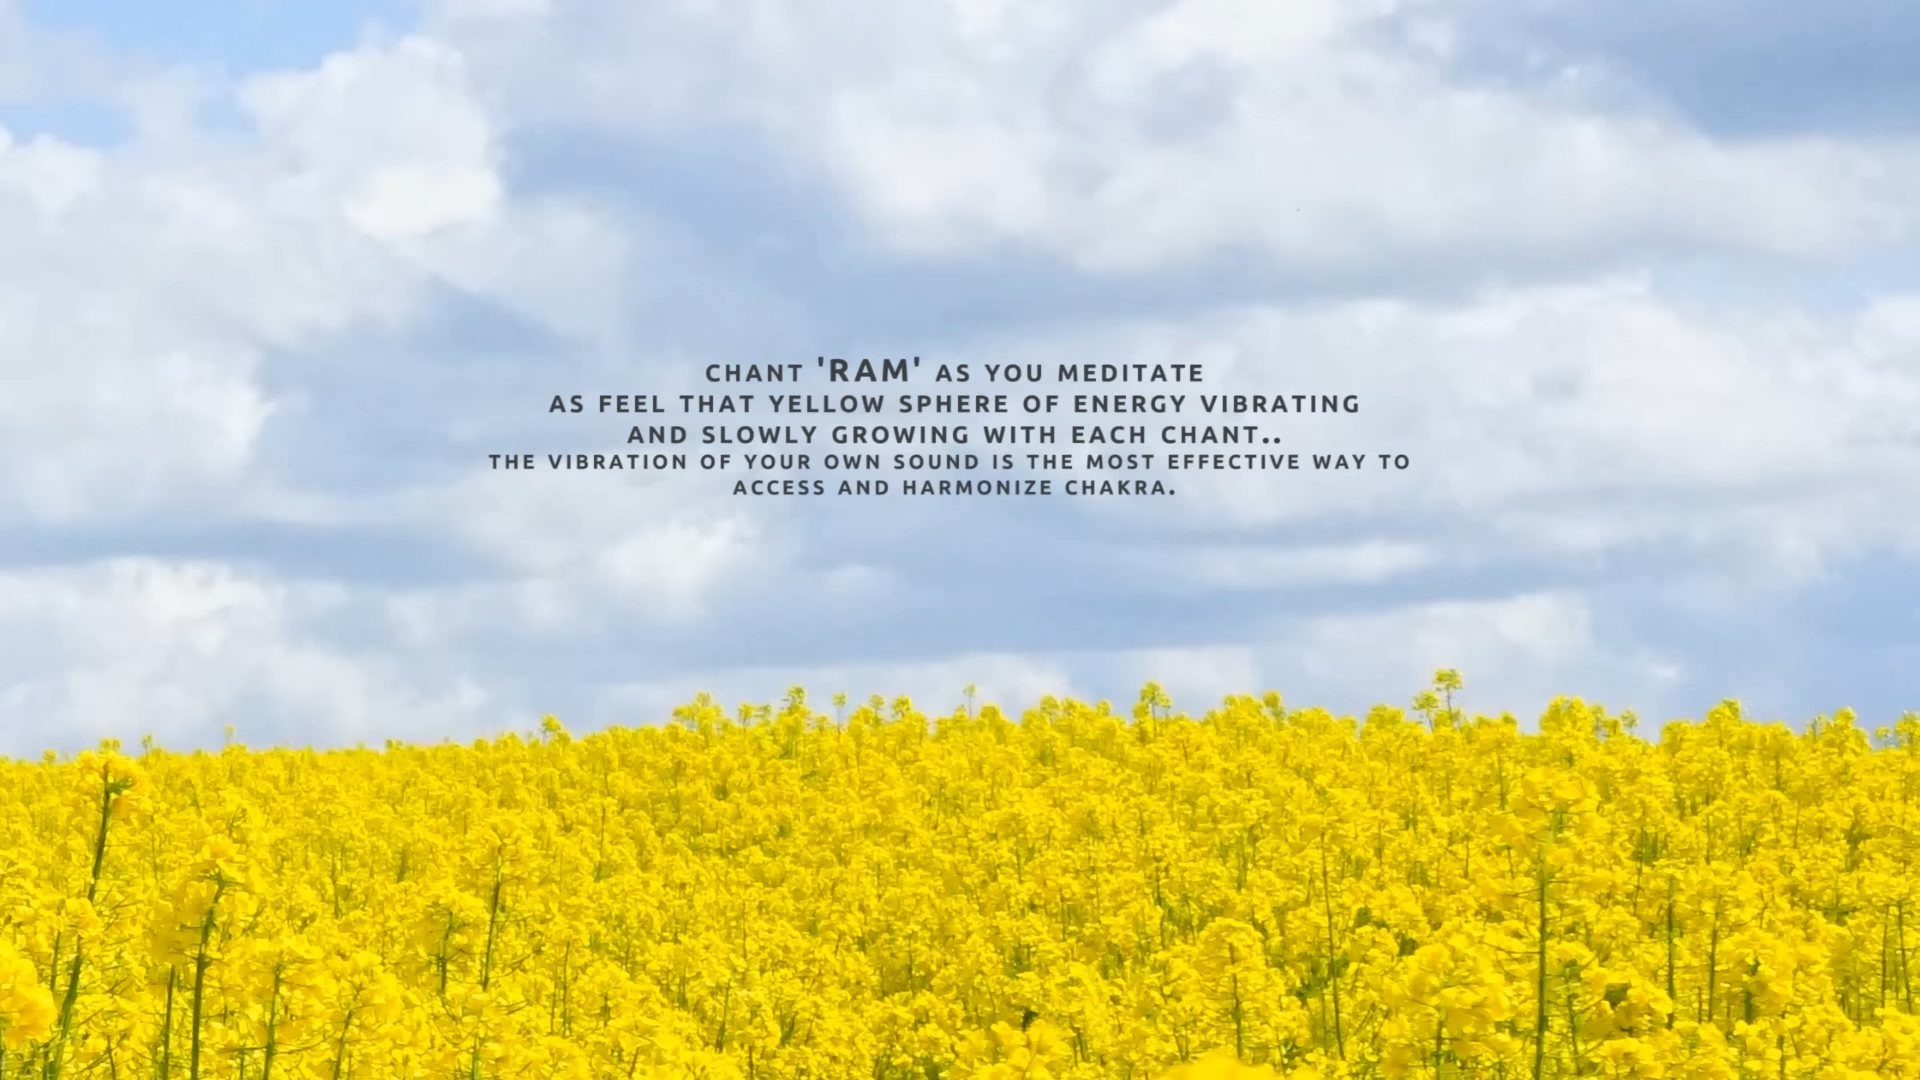 CHANT 'RAM' AS YOU MEDITATE
AS FEEL THAT YELLOW SPHERE OF ENERGY VIBRATING
AND SLOWLY GROWING WITH EACH CHANT..
THE VIBRATION OF YOUR OWN SOUND IS THE MOST EFFECTIVE WAY TO
ACCESS AND HARMONIZE CHAKRA.